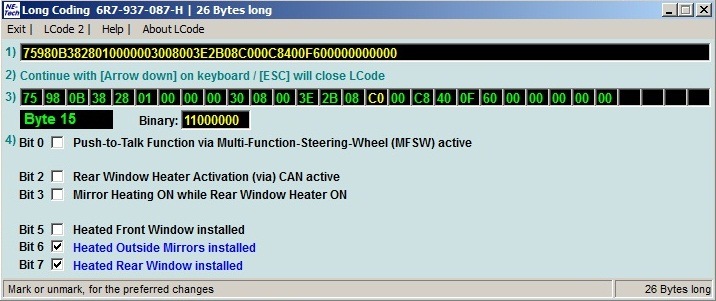 NE-Tech Long Coding 6R7-937-087-H | 26 Bytes long
Exit | LCode 2 | Help | About LCode
1) 75980B3828010000003008003E2B08C000C8400F600000000000
2) Continue with [Arrow down] on keyboard / [ESC] will close LCode
3) 75 98 0B 38 28 01 00 00 00 30 08 00 3E 2B 08 C0 00 C8 40 0F 60 00 00 00 00 00
Byte 15 Binary: 11000000
4) Bit 0 Push-to-Talk Function via Multi-Function-Steering-Wheel (MFSW) active
Bit 2 Rear Window Heater Activation (via) CAN active
Bit 3 Mirror Heating ON while Rear Window Heater ON
Bit 5 Heated Front Window installed
Bit 6 Heated Outside Mirrors installed
Bit 7 Heated Rear Window installed
Mark or unmark, for the preferred changes 26 Bytes long